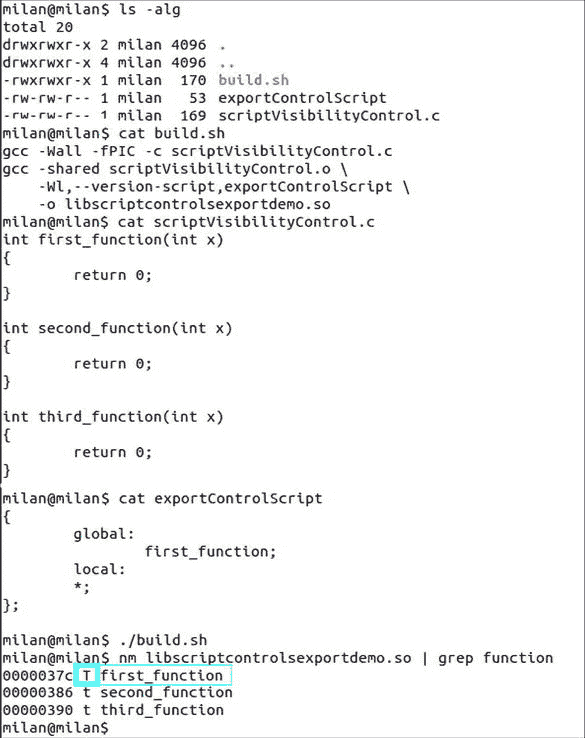 milan@milan$ ls -alg
total 20
drwxrwxr-x 2 milan 4096 .
drwxrwxr-x 4 milan 4096 ..
-rwxrwxr-x 1 milan  170 build.sh
-rw-rw-r-- 1 milan   53 exportControlScript
-rw-rw-r-- 1 milan  169 scriptVisibilityControl.c
milan@milan$ cat build.sh
gcc -Wall -fPIC -c scriptVisibilityControl.c
gcc -shared scriptVisibilityControl.o \
    -Wl,--version-script,exportControlScript \
    -o libscriptcontrolsexportdemo.so
milan@milan$ cat scriptVisibilityControl.c
int first_function(int x)
{
        return 0;
}

int second_function(int x)
{
        return 0;
}

int third_function(int x)
{
        return 0;
}
milan@milan$ cat exportControlScript
{
        global:
                first_function;
        local:
        *;
};

milan@milan$ ./build.sh
milan@milan$ nm libscriptcontrolsexportdemo.so | grep function
0000037c T first_function
00000386 t second_function
00000390 t third_function
milan@milan$